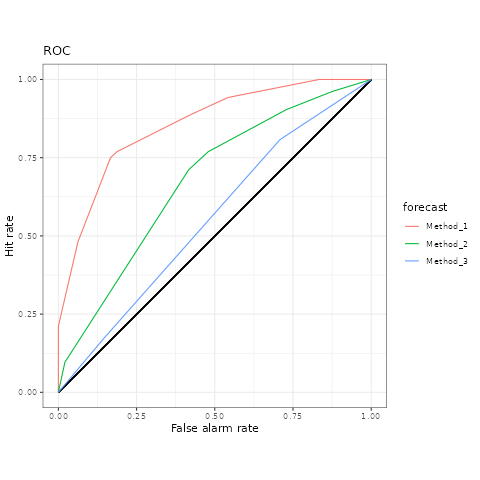 ROC
1.00
0.75
0.50
0.25
0.00
Hit rate
0.00 0.25 0.50 0.75 1.00
False alarm rate
forecast
Method_1
Method_2
Method_3